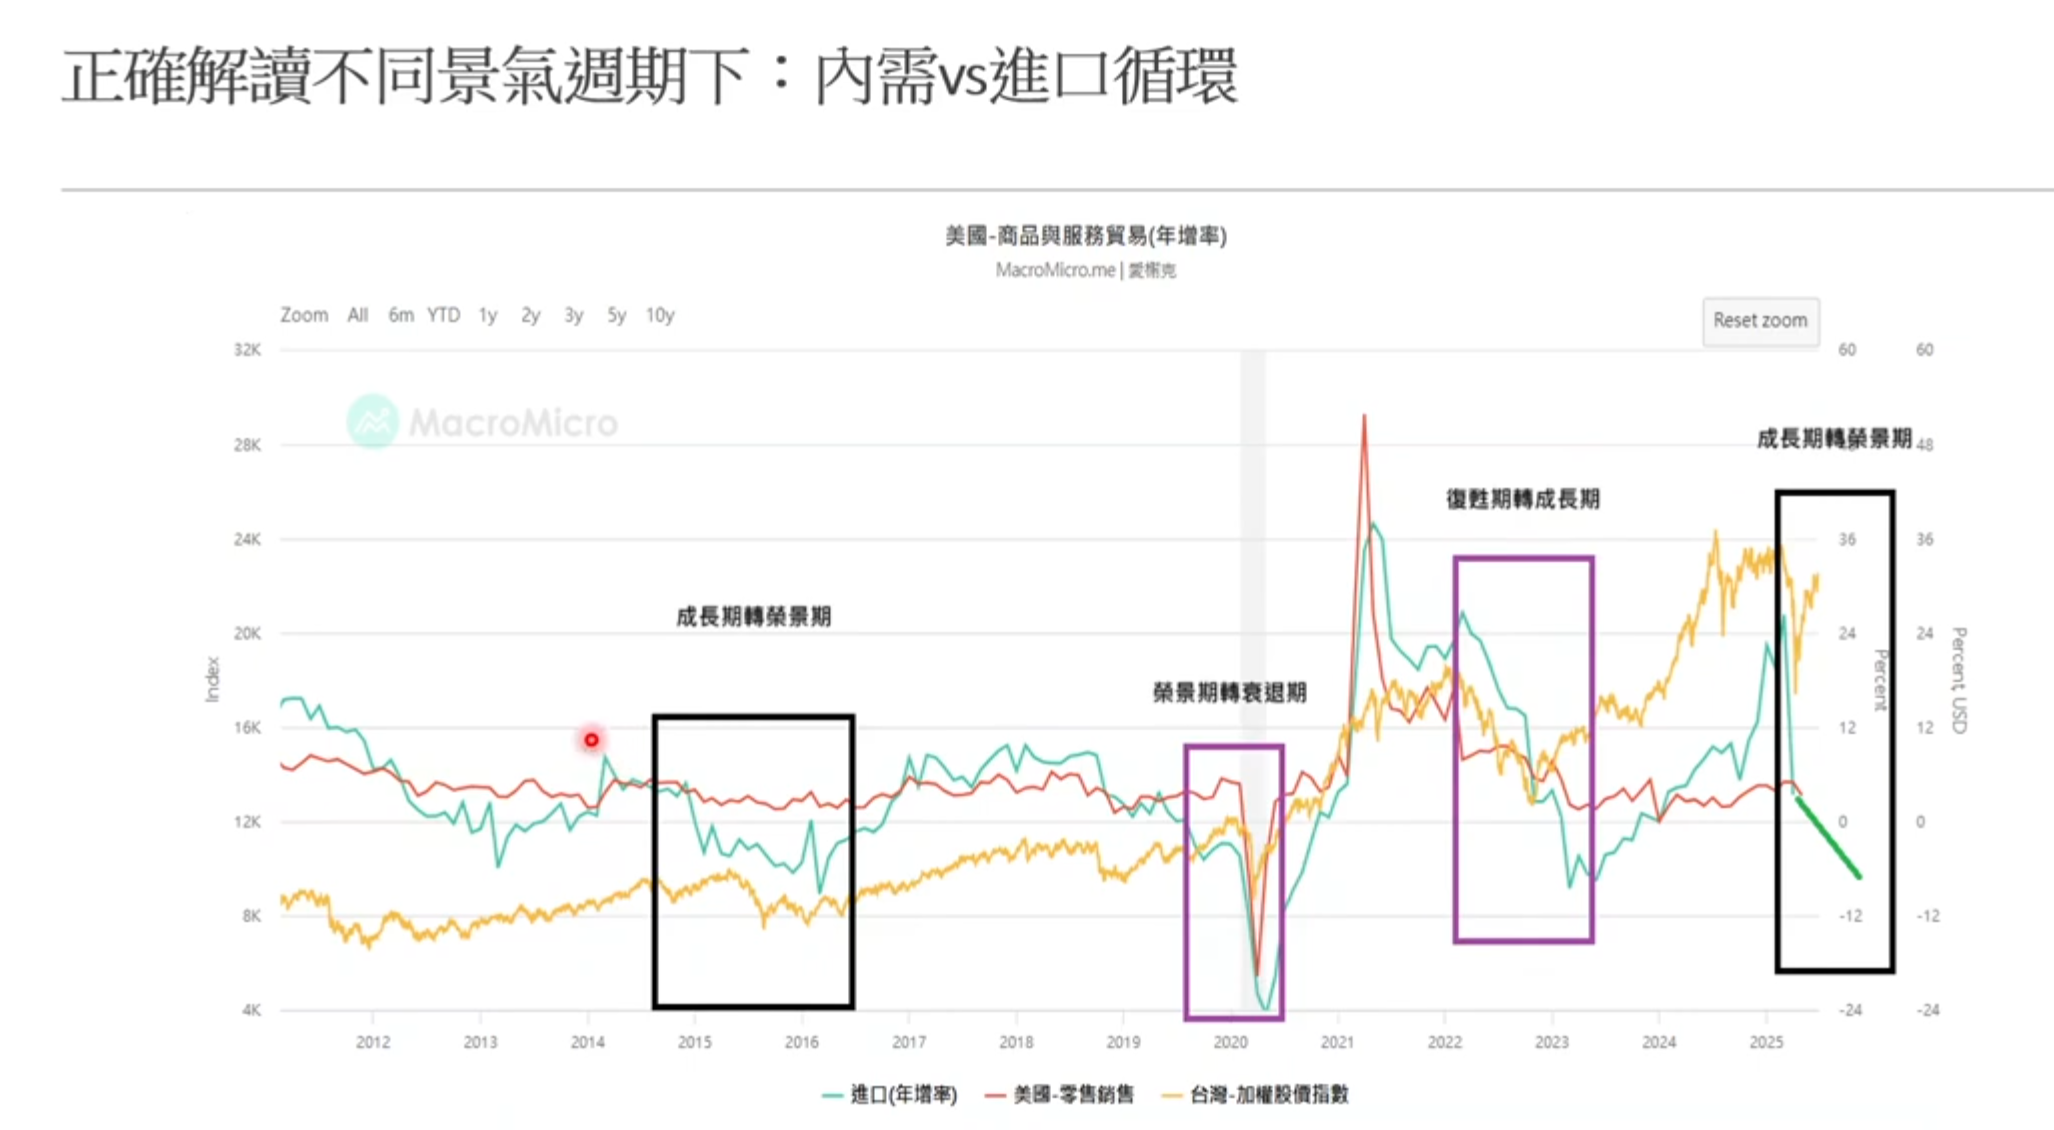 正確解讀不同景氣週期下：內需vs進口循環
美國-商品與服務貿易(年增率)
MacroMicro.me | 愛榭克
Zoom All 6m YTD 1y 2y 3y 5y 10y
Reset zoom
MacroMicro
32K
28K
24K
20K
16K
12K
8K
4K
Index
成長期轉榮景期
榮景期轉衰退期
復甦期轉成長期
成長期轉榮景期
60
36
24
12
0
-12
-24
Percent
60
48
36
24
12
0
-12
-24
Percent USD
2012 2013 2014 2015 2016 2017 2018 2019 2020 2021 2022 2023 2024 2025
進口(年增率) 美國-零售銷售 台灣-加權股價指數